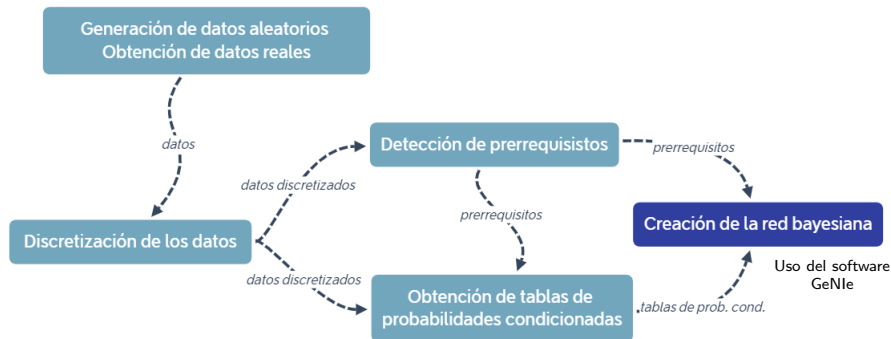 Generación de datos aleatorios
Obtención de datos reales
datos
Detección de prerrequisistos
prerrequisitos
datos discretizados
prerrequisitos
Creación de la red bayesiana
Discretización de los datos
Uso del software
GeNIe
datos discretizados
Obtención de tablas de
probabilidades condicionadas
tablas de prob. cond.